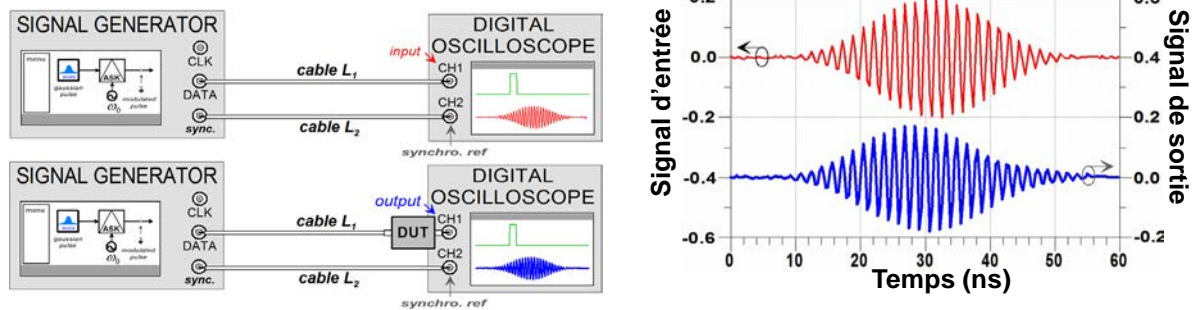 SIGNAL GENERATOR
menu
gaussian
pulse
ASK
ω₀
modulated
pulse
CLK
DATA
sync.
cable L₁
cable L₂
DIGITAL
OSCILLOSCOPE
input
CH1
CH2
synchro. ref
SIGNAL GENERATOR
menu
gaussian
pulse
ASK
ω₀
modulated
pulse
CLK
DATA
sync.
cable L₁
cable L₂
DUT
DIGITAL
OSCILLOSCOPE
output
CH1
CH2
synchro. ref
Signal d'entrée
0.0
-0.2
-0.4
-0.6
0.4
0.2
0.0
-0.2
Signal de sortie
0 10 20 30 40 50 60
Temps (ns)